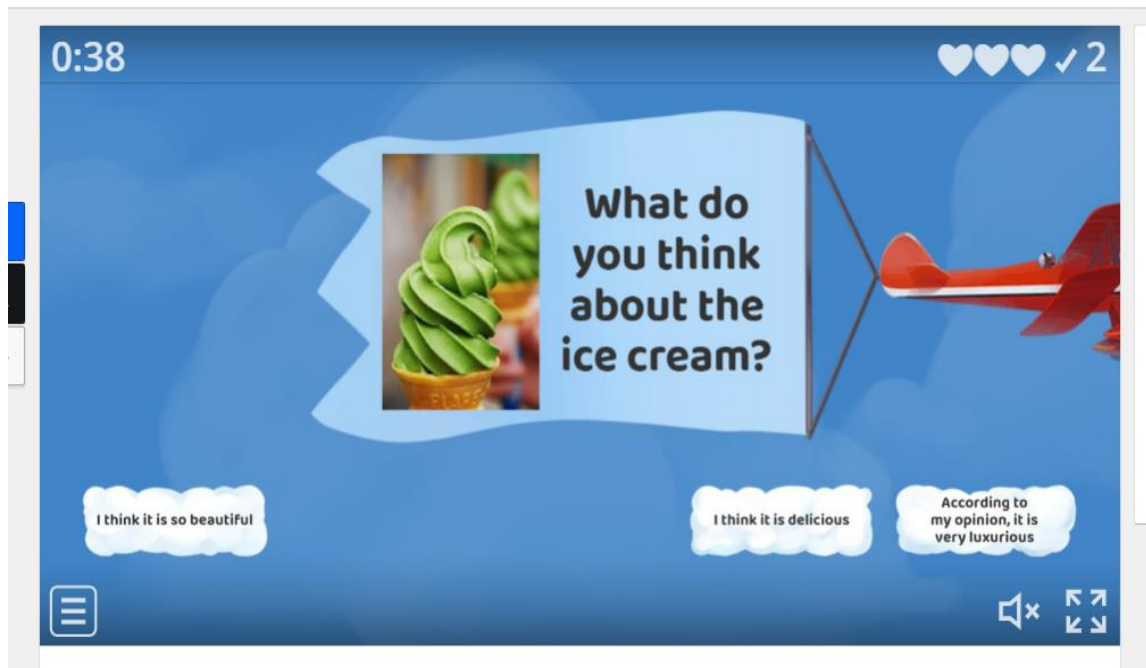 0:38
2
What do
you think
about the
ice cream?
I think it is so beautiful
I think it is delicious
According to
my opinion, it is
very luxurious